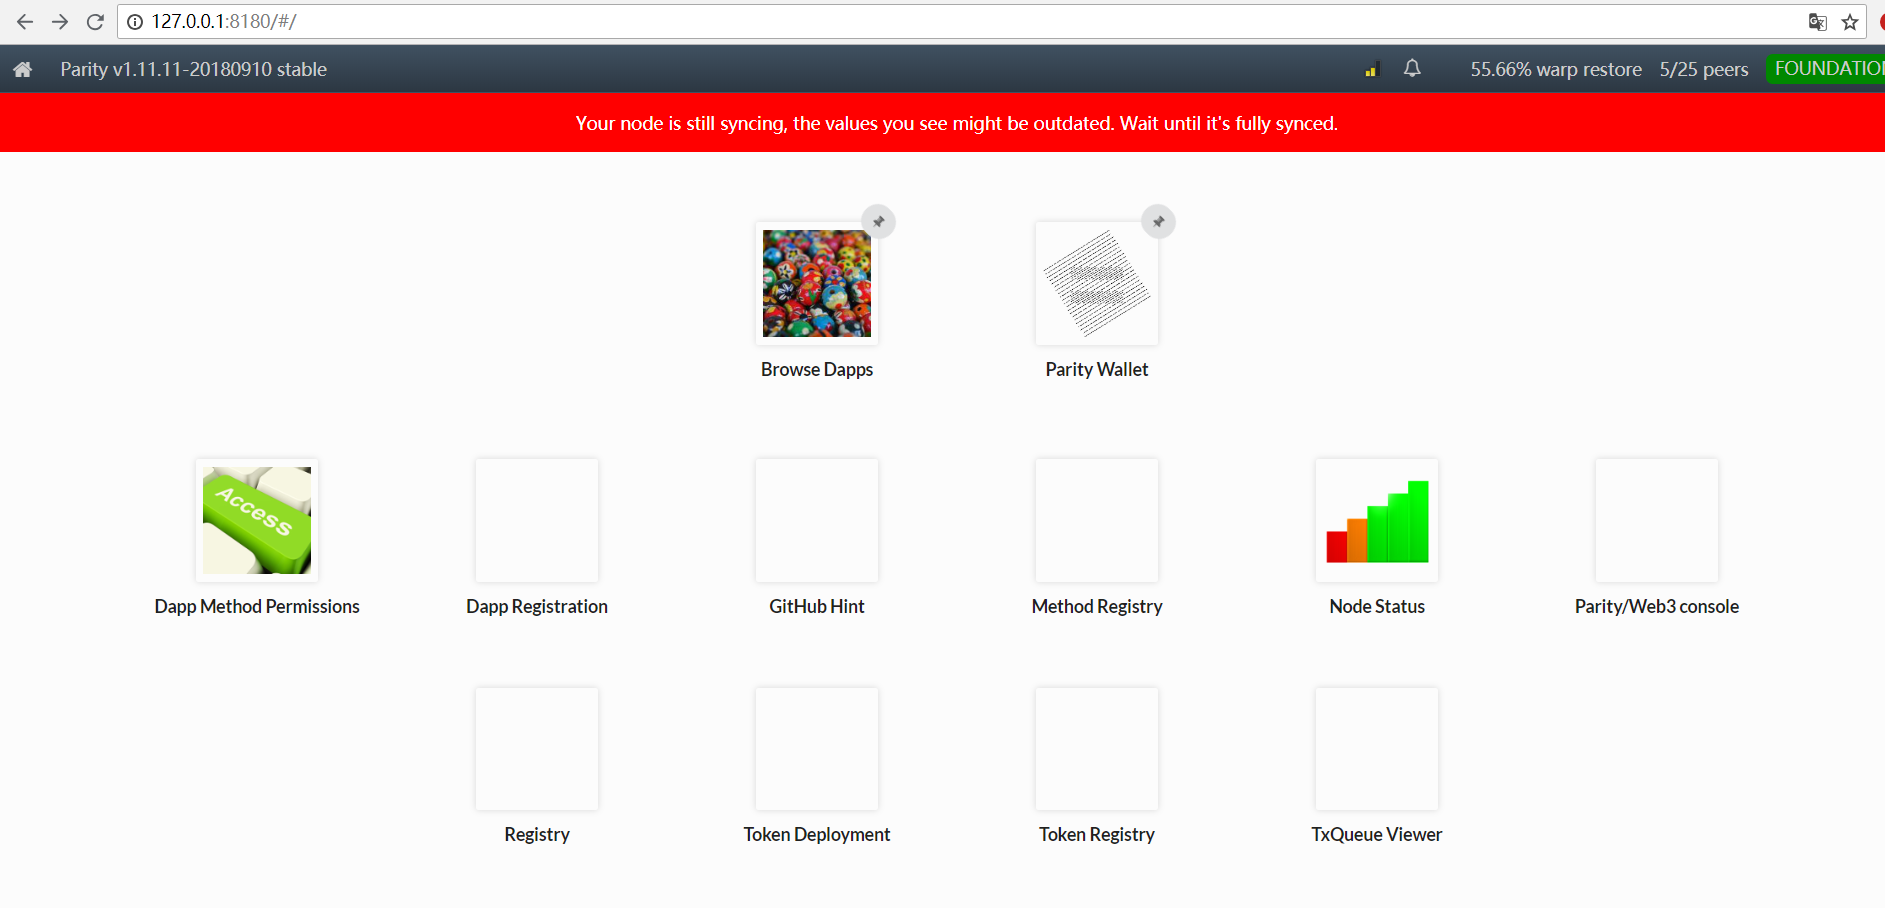 127.0.0.1:8180/#/
Parity v1.11.11-20180910 stable
55.66% warp restore
5/25 peers
FOUNDATION
Your node is still syncing, the values you see might be outdated. Wait until it's fully synced.
Browse Dapps
Parity Wallet
Access
Dapp Method Permissions
Dapp Registration
GitHub Hint
Method Registry
Node Status
Parity/Web3 console
Registry
Token Deployment
Token Registry
TxQueue Viewer